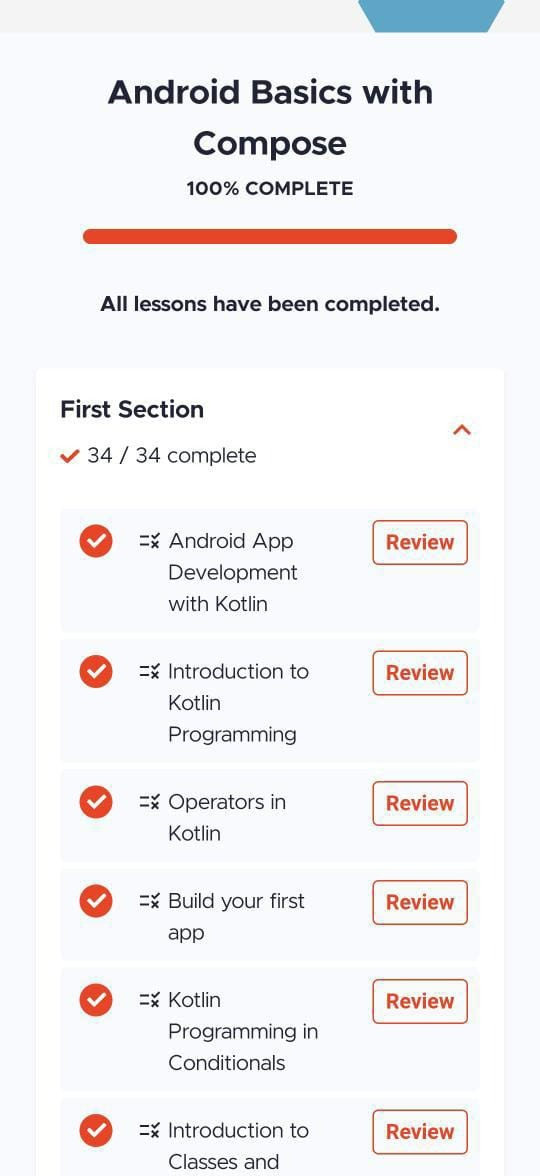 Android Basics with
Compose
100% COMPLETE
All lessons have been completed.
First Section
34 / 34 complete
Android App
Development
with Kotlin
Review
Introduction to
Kotlin
Programming
Review
Operators in
Kotlin
Review
Build your first
app
Review
Kotlin
Programming in
Conditionals
Review
Introduction to
Classes and
Review